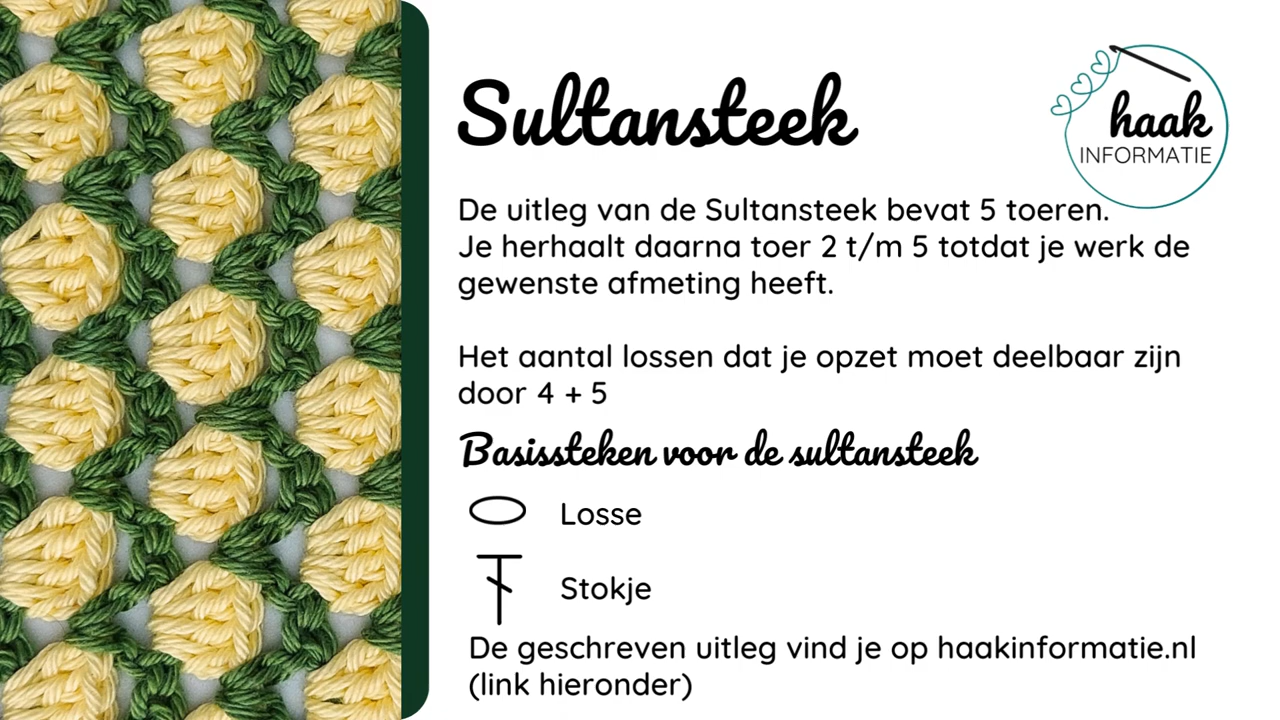 Sultansteek
haak
INFORMATIE
De uitleg van de Sultansteek bevat 5 toeren.
Je herhaalt daarna toer 2 t/m 5 totdat je werk de
gewenste afmeting heeft.
Het aantal lossen dat je opzet moet deelbaar zijn
door 4 + 5
Basissteken voor de sultansteek
Losse
Stokje
De geschreven uitleg vind je op haakinformatie.nl
(link hieronder)